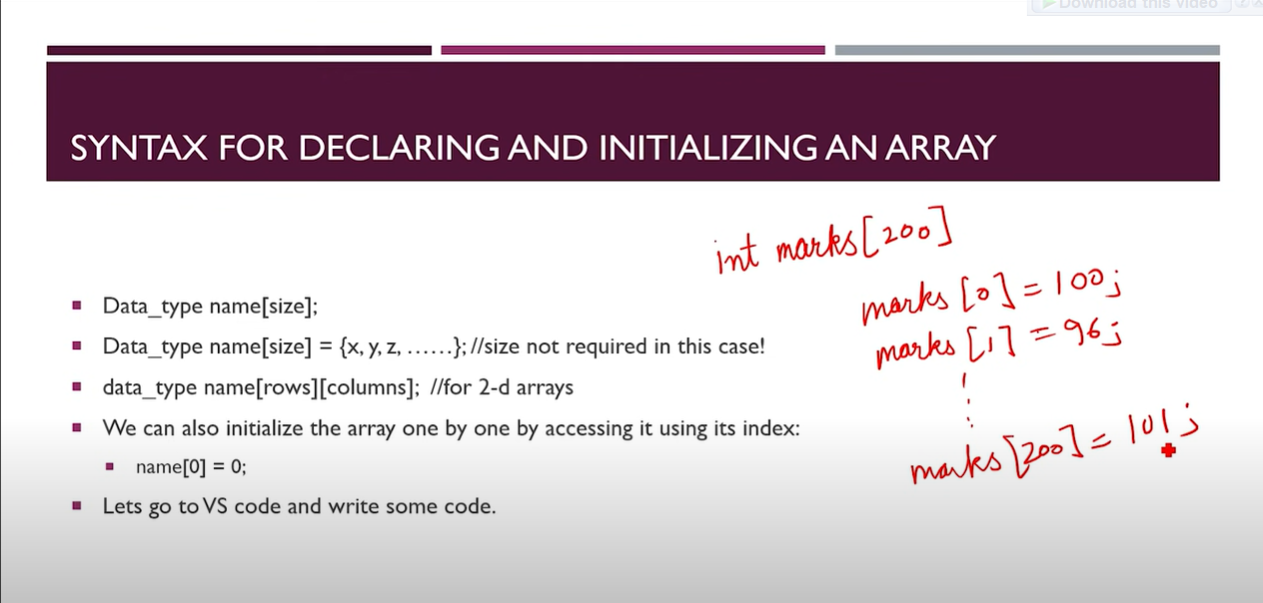 Download this video
SYNTAX FOR DECLARING AND INITIALIZING AN ARRAY
int marks[200]
marks [0] = 100;
marks [1] = 96;
marks [200] = 101;
Data_type name[size];
Data_type name[size] = {x, y, z, ……}; //size not required in this case!
data_type name[rows][columns]; //for 2-d arrays
We can also initialize the array one by one by accessing it using its index:
name[0] = 0;
Lets go to VS code and write some code.